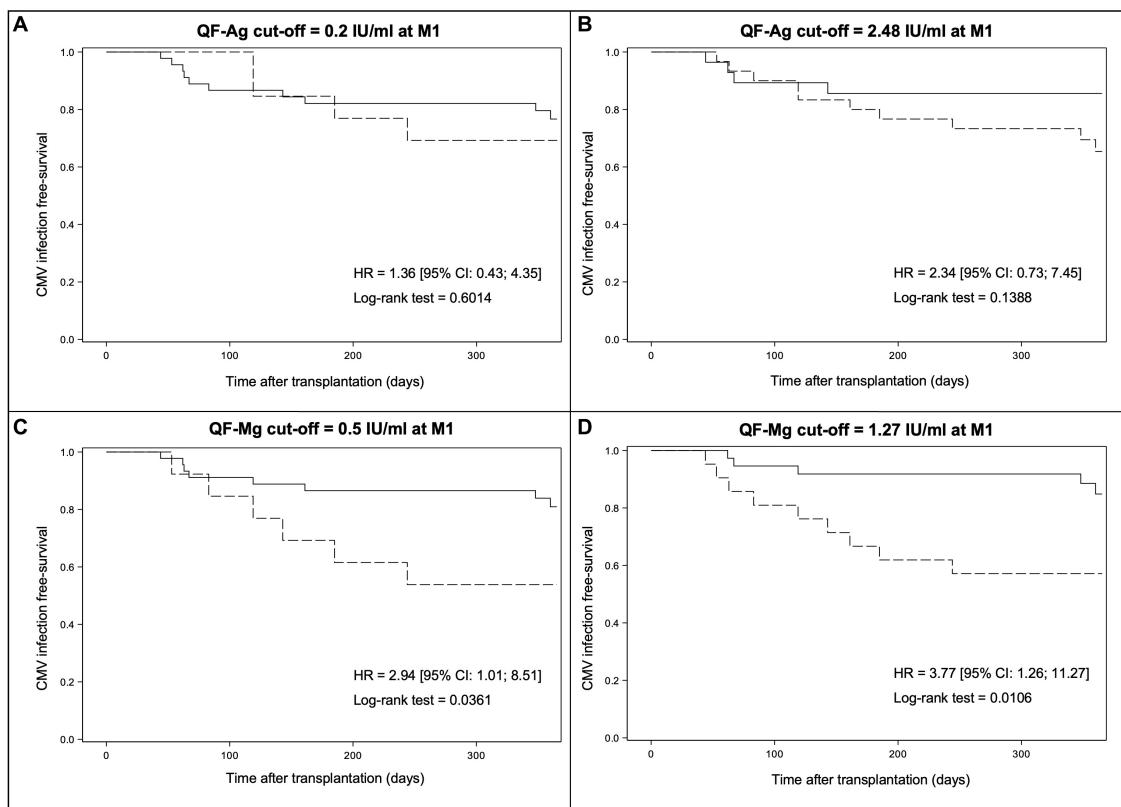 A
QF-Ag cut-off = 0.2 IU/ml at M1
CMV infection free-survival
1.0
0.8
0.6
0.4
0.2
0.0
HR = 1.36 [95% CI: 0.43; 4.35]
Log-rank test = 0.6014
0 100 200 300
Time after transplantation (days)
B
QF-Ag cut-off = 2.48 IU/ml at M1
CMV infection free-survival
1.0
0.8
0.6
0.4
0.2
0.0
HR = 2.34 [95% CI: 0.73; 7.45]
Log-rank test = 0.1388
0 100 200 300
Time after transplantation (days)
C
QF-Mg cut-off = 0.5 IU/ml at M1
CMV infection free-survival
1.0
0.8
0.6
0.4
0.2
0.0
HR = 2.94 [95% CI: 1.01; 8.51]
Log-rank test = 0.0361
0 100 200 300
Time after transplantation (days)
D
QF-Mg cut-off = 1.27 IU/ml at M1
CMV infection free-survival
1.0
0.8
0.6
0.4
0.2
0.0
HR = 3.77 [95% CI: 1.26; 11.27]
Log-rank test = 0.0106
0 100 200 300
Time after transplantation (days)